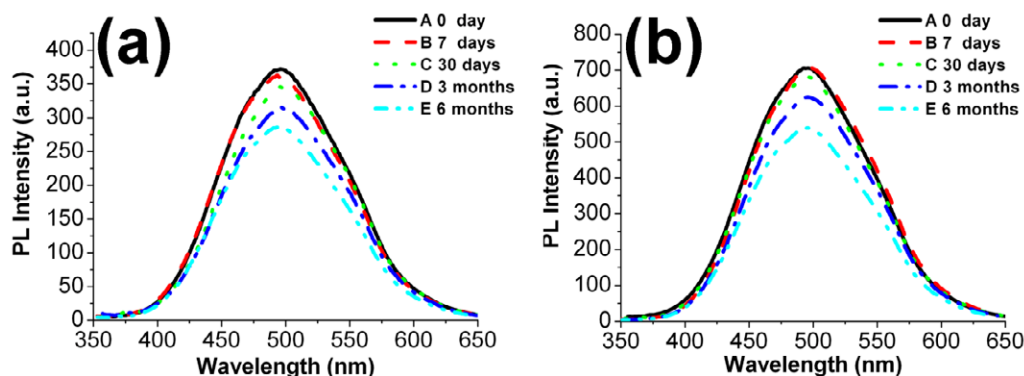 (a)
A 0 day
B 7 days
C 30 days
D 3 months
E 6 months
PL Intensity (a.u.)
400
350
300
250
200
150
100
50
0
350 400 450 500 550 600 650
Wavelength (nm)
(b)
A 0 day
B 7 days
C 30 days
D 3 months
E 6 months
PL Intensity (a.u.)
800
700
600
500
400
300
200
100
0
350 400 450 500 550 600 650
Wavelength (nm)